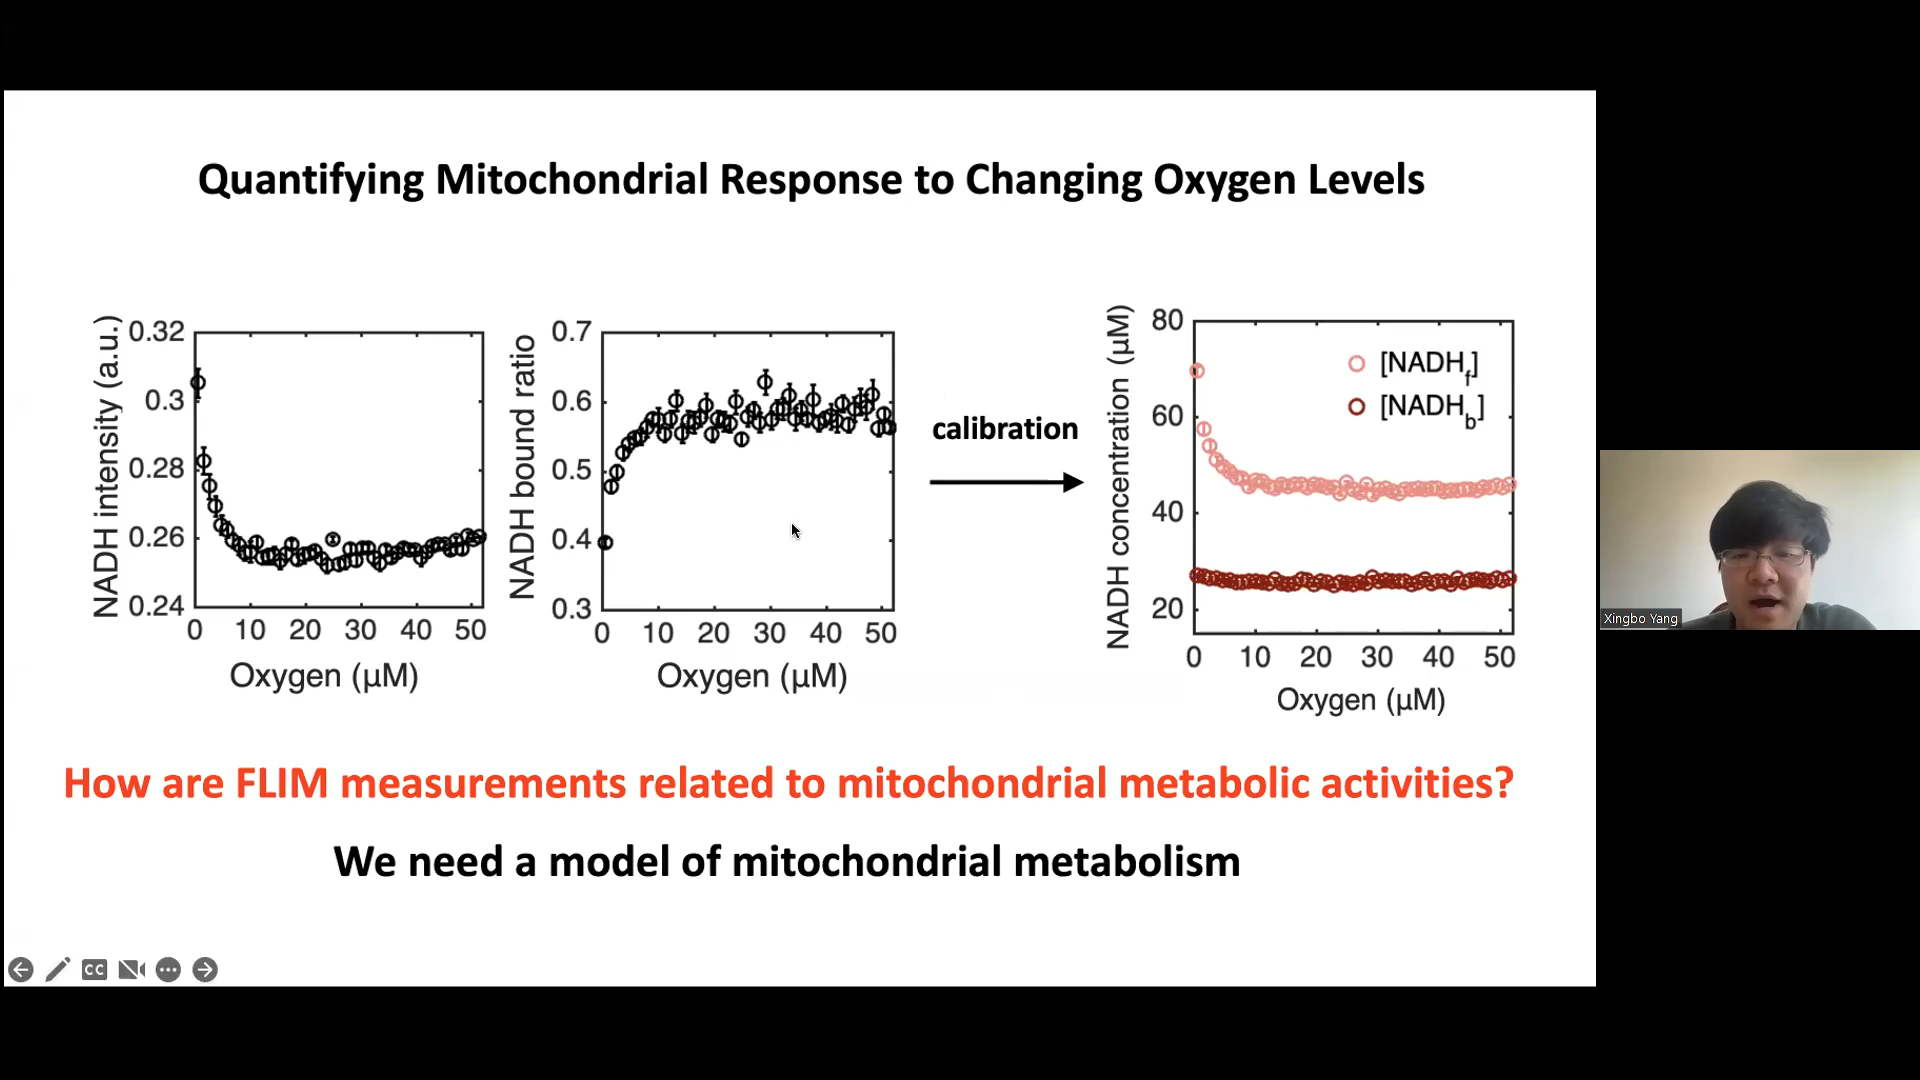 Quantifying Mitochondrial Response to Changing Oxygen Levels
NADH intensity (a.u.)
0.32
0.3
0.28
0.26
0.24
0 10 20 30 40 50
Oxygen (μM)
NADH bound ratio
0.7
0.6
0.5
0.4
0.3
0 10 20 30 40 50
Oxygen (μM)
calibration
NADH concentration (μM)
80
60
40
20
[NADHf]
[NADHb]
0 10 20 30 40 50
Oxygen (μM)
How are FLIM measurements related to mitochondrial metabolic activities?
We need a model of mitochondrial metabolism
CC
Xingbo Yang